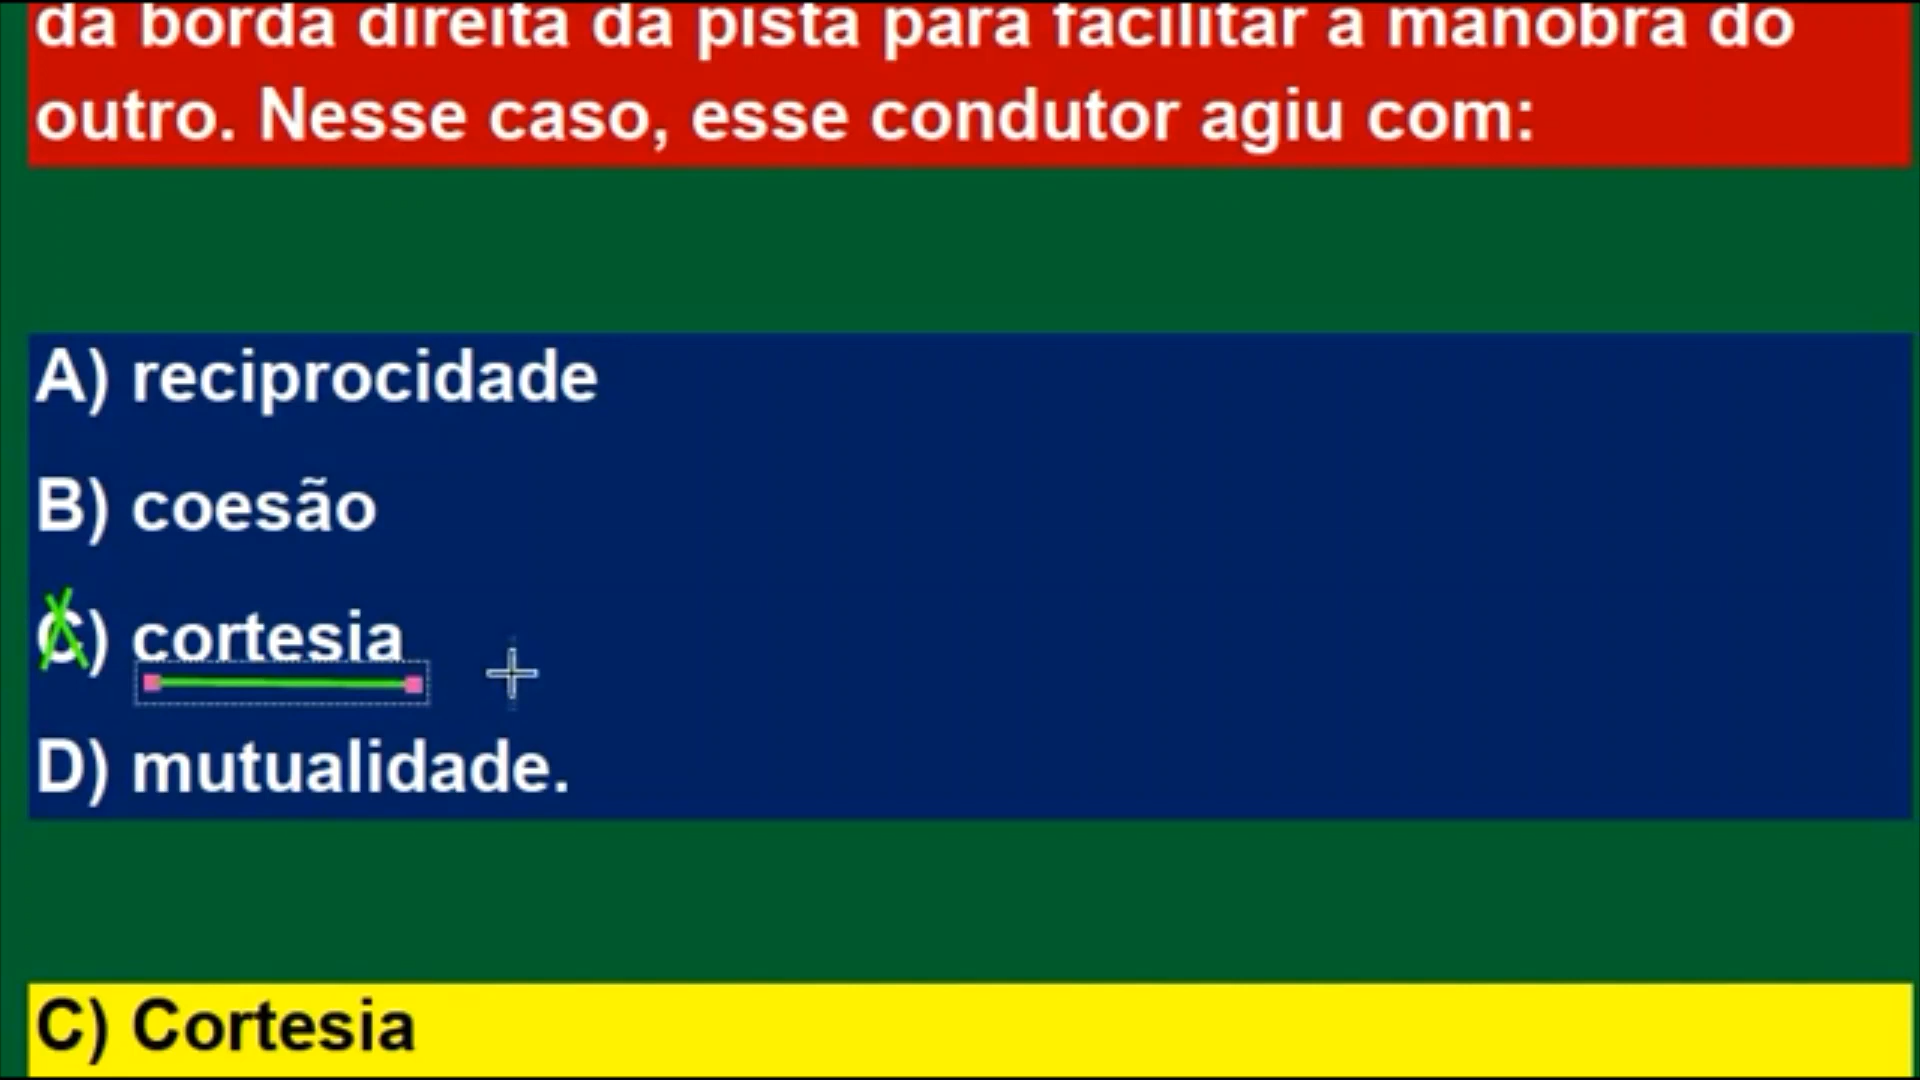 da borda direita da pista para facilitar a manobra do
outro. Nesse caso, esse condutor agiu com:
A) reciprocidade
B) coesão
C) cortesia
D) mutualidade.
C) Cortesia